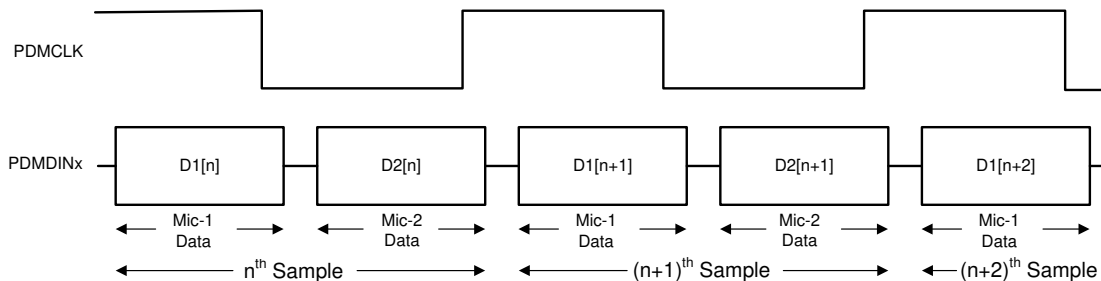 PDMCLK
PDMDINx
D1[n]
D2[n]
D1[n+1]
D2[n+1]
D1[n+2]
Mic-1
Data
Mic-2
Data
Mic-1
Data
Mic-2
Data
Mic-1
Data
nth Sample
(n+1)th Sample
(n+2)th Sample